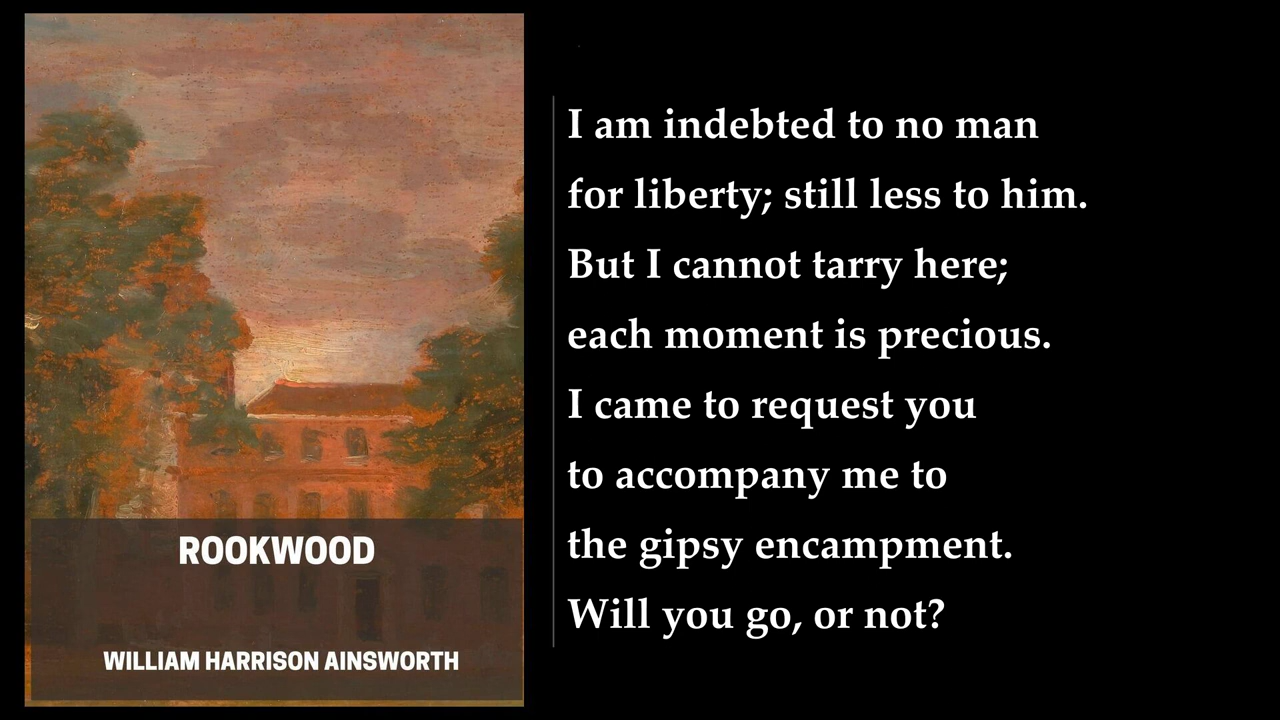 ROOKWOOD
WILLIAM HARRISON AINSWORTH
I am indebted to no man
for liberty; still less to him.
But I cannot tarry here;
each moment is precious.
I came to request you
to accompany me to
the gipsy encampment.
Will you go, or not?